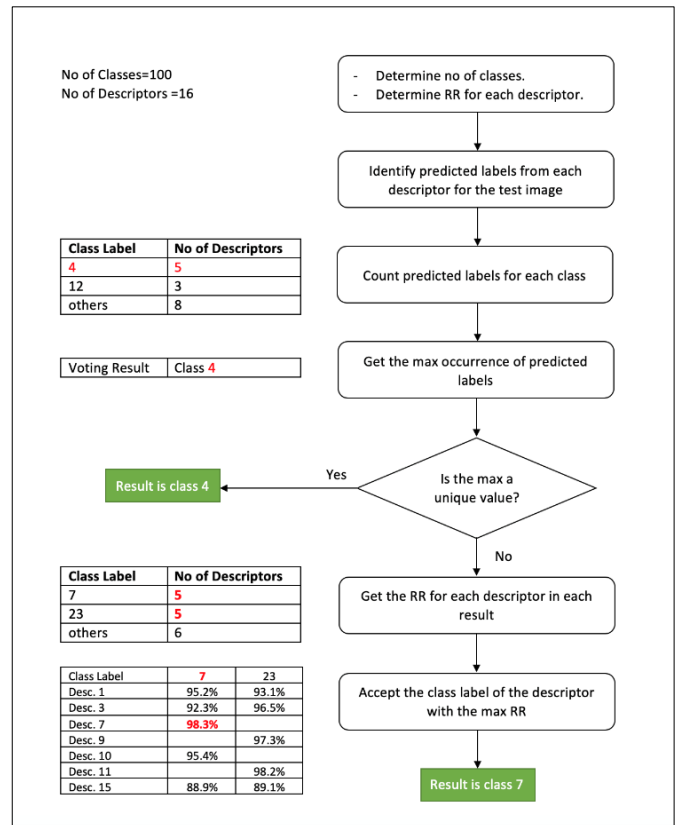 No of Classes=100
No of Descriptors =16
- Determine no of classes.
- Determine RR for each descriptor.
Identify predicted labels from each
descriptor for the test image
Class Label No of Descriptors
4 5
12 3
others 8
Count predicted labels for each class
Voting Result Class 4
Get the max occurrence of predicted
labels
Is the max a
unique value?
Yes
Result is class 4
No
Class Label No of Descriptors
7 5
23 5
others 6
Get the RR for each descriptor in each
result
Class Label 7 23
Desc. 1 95.2% 93.1%
Desc. 3 92.3% 96.5%
Desc. 7 98.3%
Desc. 9 97.3%
Desc. 10 95.4%
Desc. 11 98.2%
Desc. 15 88.9% 89.1%
Accept the class label of the descriptor
with the max RR
Result is class 7